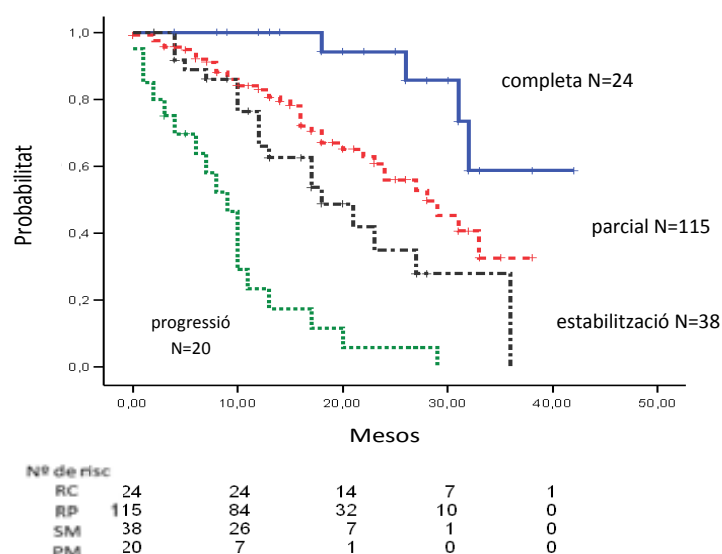 1,0
completa N=24
0,8
0,6
Probabilitat
parcial N=115
0,4
0,2
progressió
N=20
estabilització N=38
0,0
0,00 10,00 20,00 30,00 40,00 50,00
Mesos
Nº de risc
RC 24 24 14 7 1
RP 115 84 32 10 0
SM 38 26 7 1 0
PM 20 7 1 0 0